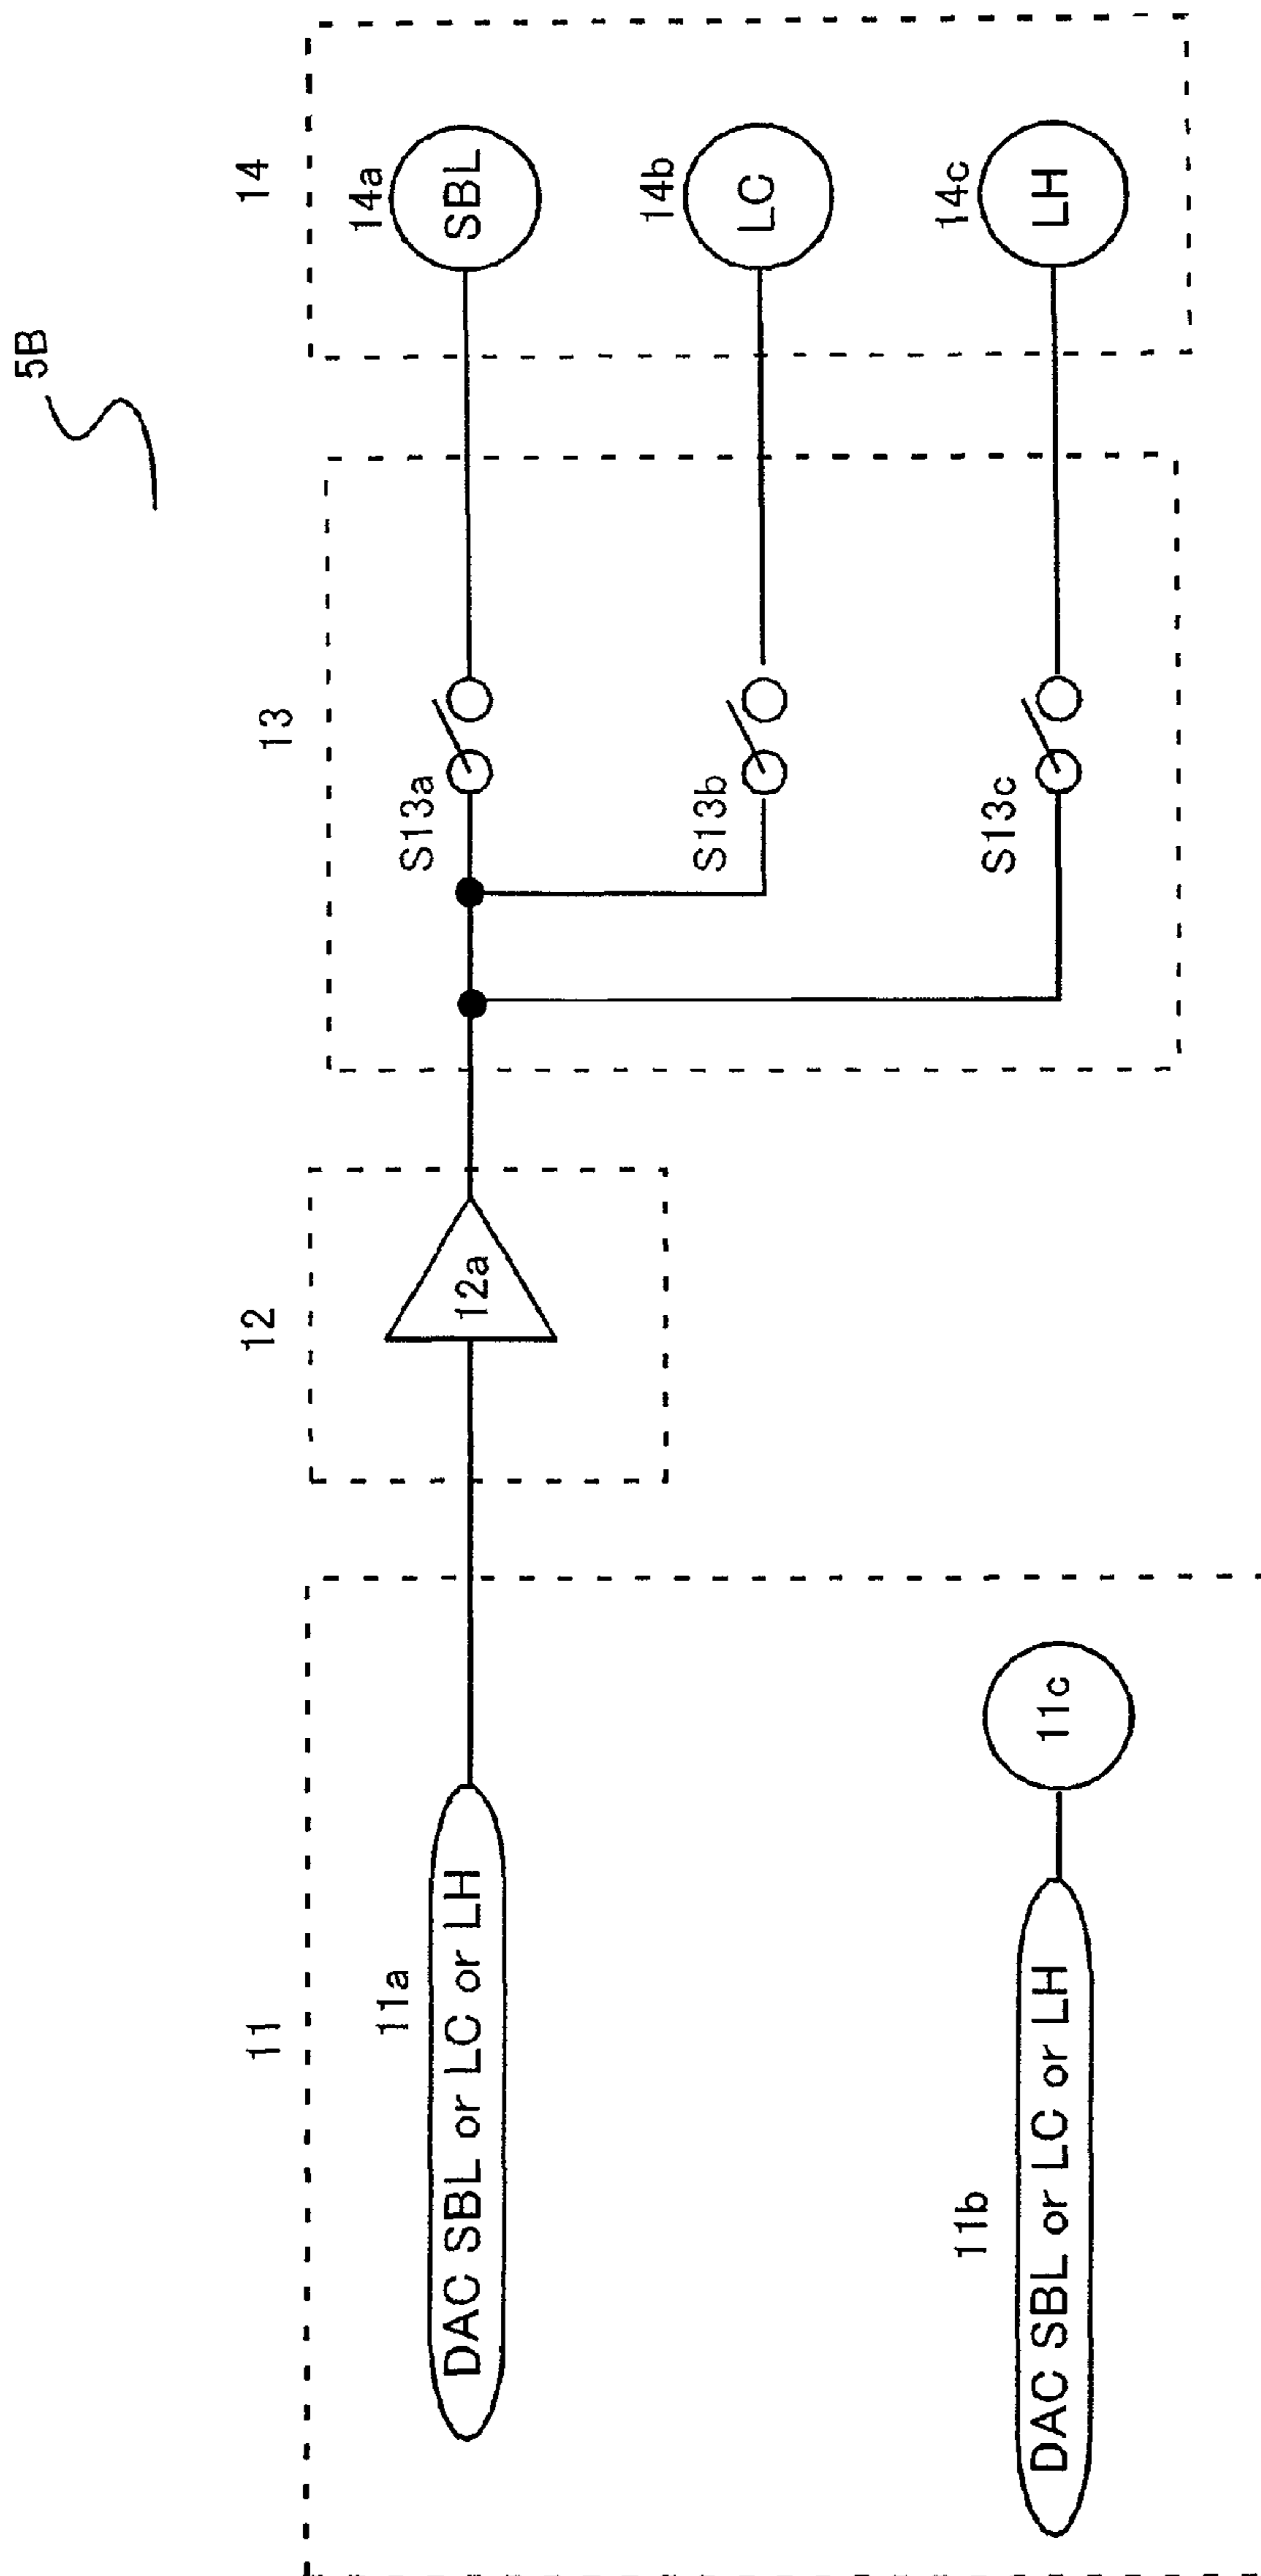 5B
11
11a
DAC SBL or LC or LH
11b
DAC SBL or LC or LH
11c
12
12a
13
S13a
S13b
S13c
14
14a
SBL
14b
LC
14c
LH